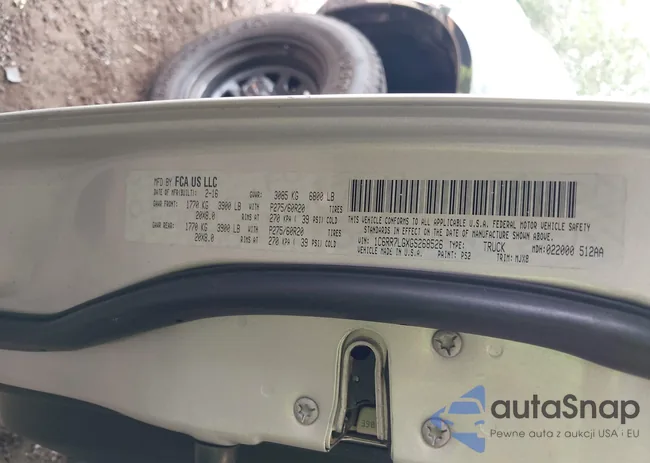 MFD BY FCA US LLC
DATE OF MFR(BUILT): 2-16 GVWR: 3085 KG 6800 LB
GAWR FRONT: 1770 KG 3900 LB P275/60R20 TIRES
20X8.0 RIMS AT 270 KPA ( 39 PSI) COLD
GAWR REAR: 1770 KG 3900 LB P275/60R20 TIRES
20X8.0 RIMS AT 270 KPA ( 39 PSI) COLD
THIS VEHICLE CONFORMS TO ALL APPLICABLE U.S.A. FEDERAL MOTOR VEHICLE SAFETY
STANDARDS IN EFFECT ON THE DATE OF MANUFACTURE SHOWN ABOVE.
VIN: 1C6RR7LGXGS268526 TYPE: TRUCK MDH: 022000 512AA
VEHICLE MADE IN U.S.A. PAINT: PS2 TRIM: MJX8
autaSnap
Pewne auta z aukcji USA i EU